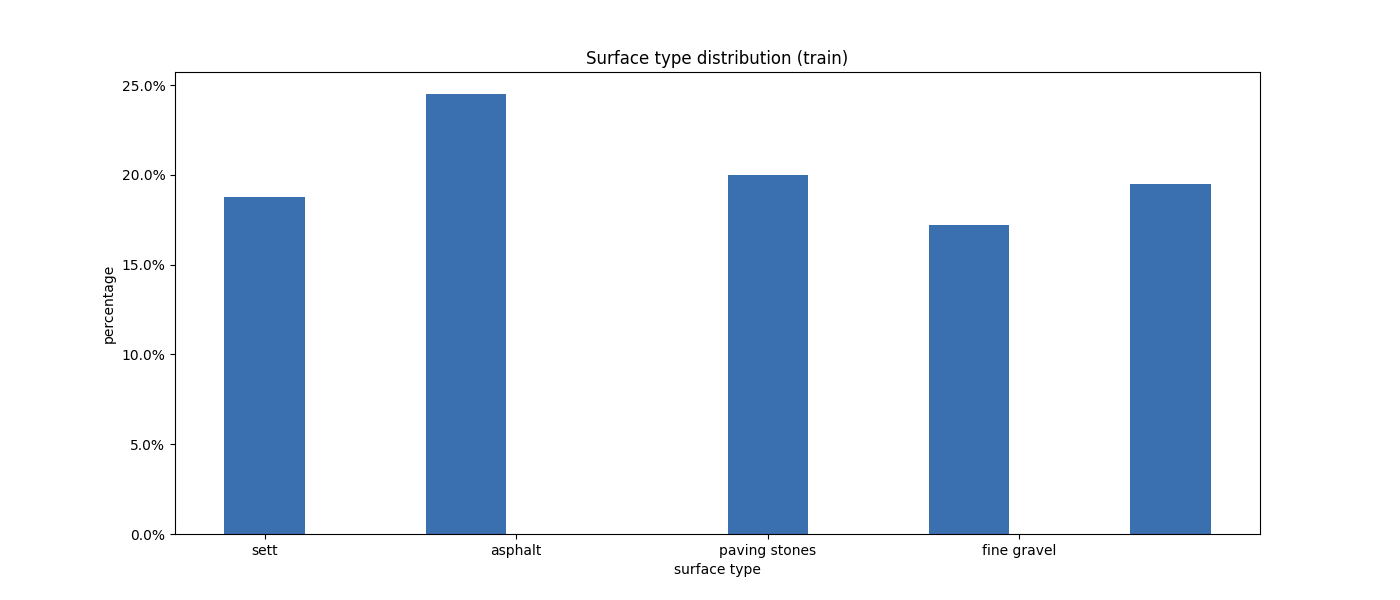 Surface type distribution (train)
25.0%
20.0%
15.0%
10.0%
5.0%
0.0%
percentage
sett asphalt paving stones fine gravel
surface type